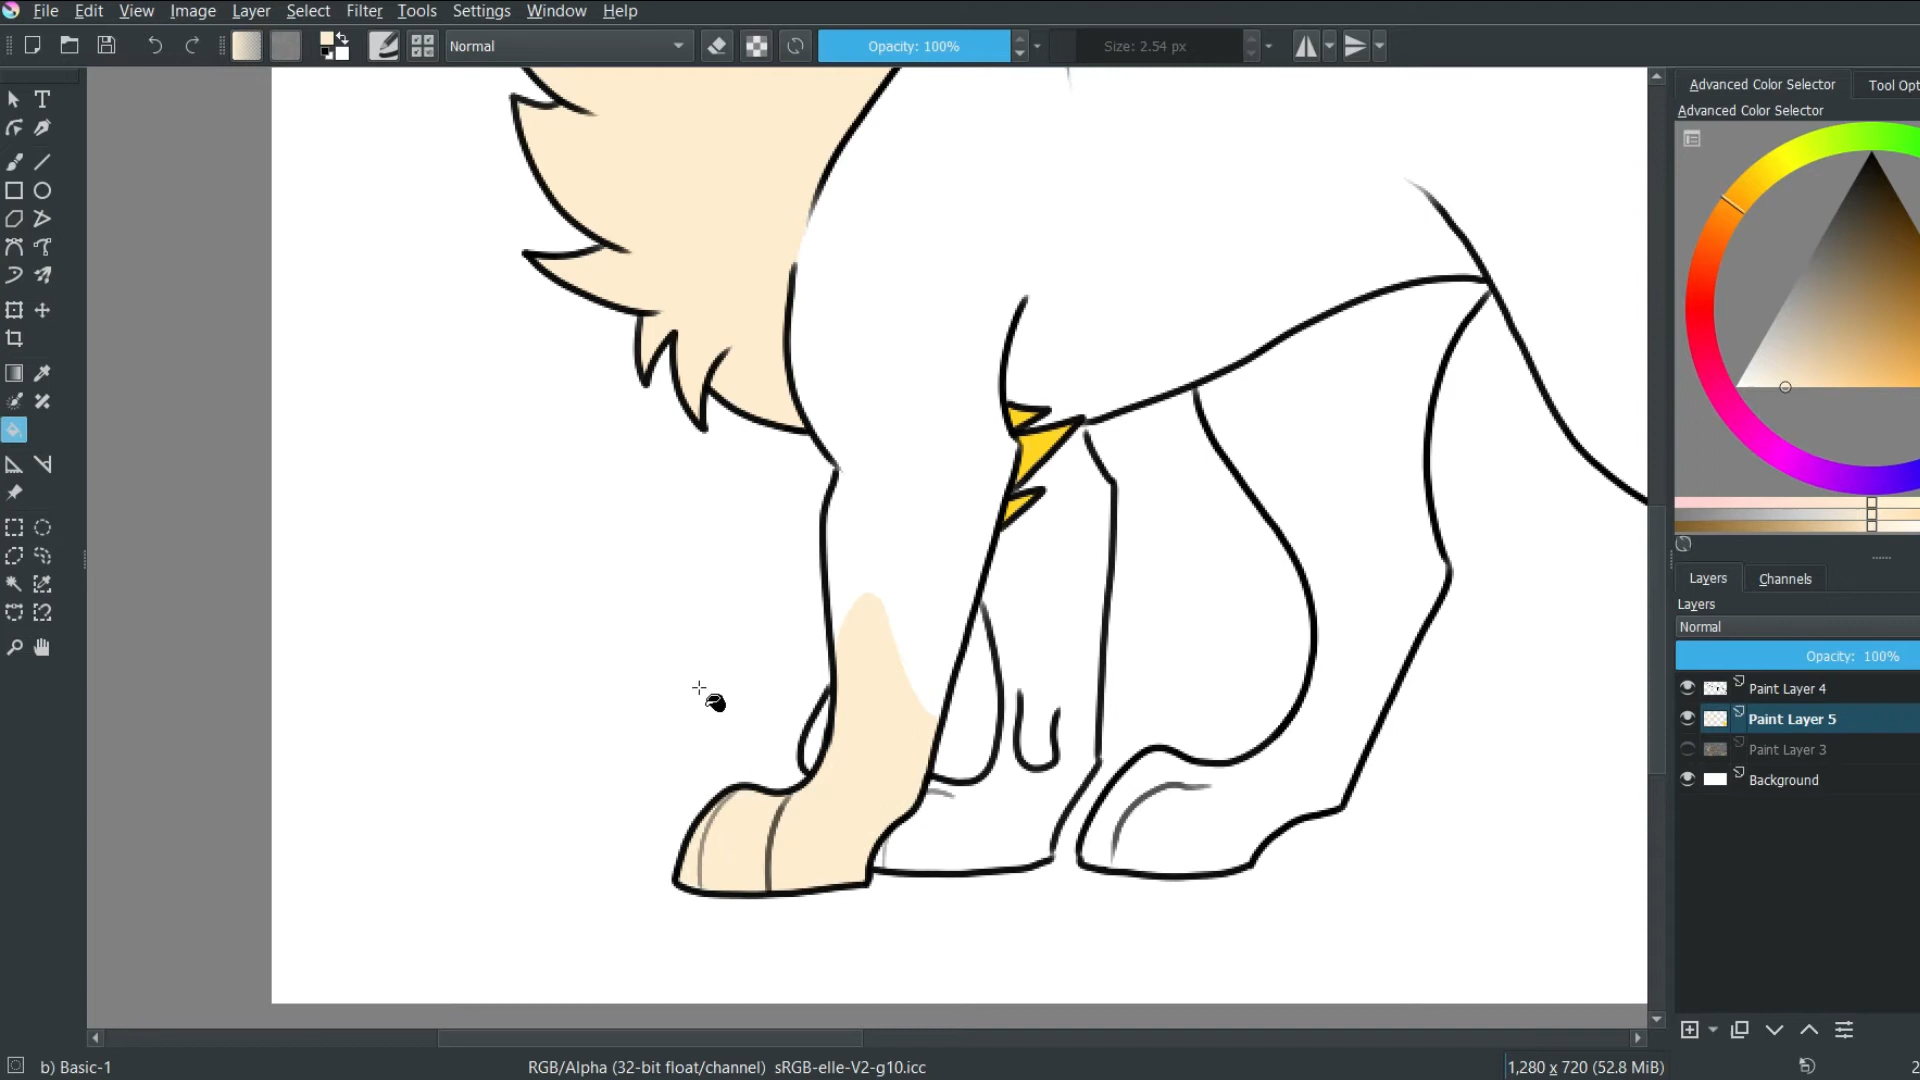 File Edit View Image Layer Select Filter Tools Settings Window Help
Normal Opacity: 100% Size: 2.54 px
Advanced Color Selector Tool Opt
Advanced Color Selector
Layers Channels
Layers
Normal
Opacity: 100%
Paint Layer 4
Paint Layer 5
Paint Layer 3
Background
b) Basic-1 RGB/Alpha (32-bit float/channel) sRGB-elle-V2-g10.icc 1,280 x 720 (52.8 MiB) 2